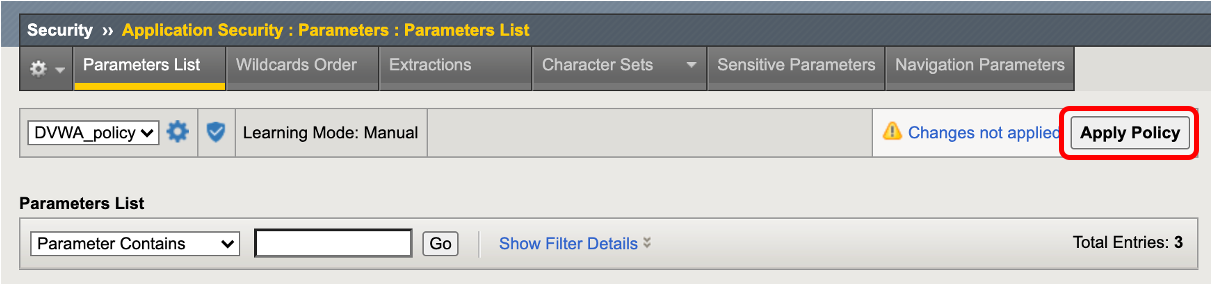 Security ›› Application Security : Parameters : Parameters List
Parameters List Wildcards Order Extractions Character Sets Sensitive Parameters Navigation Parameters
DVWA_policy Learning Mode: Manual Changes not applied Apply Policy
Parameters List
Parameter Contains Go Show Filter Details Total Entries: 3